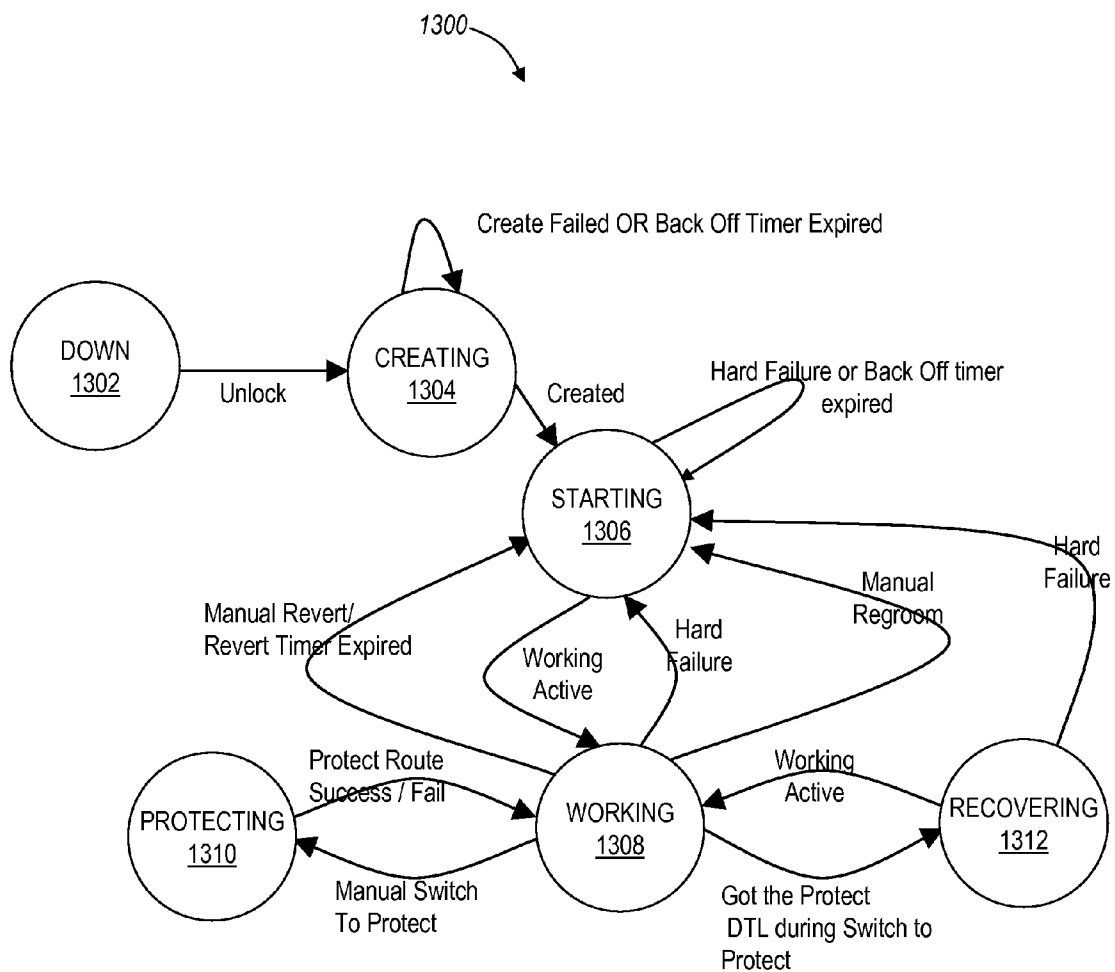 1300
Create Failed OR Back Off Timer Expired
DOWN
1302
Unlock
CREATING
1304
Created
Hard Failure or Back Off timer
expired
STARTING
1306
Hard
Failure
Manual
Regroom
Manual Revert/
Revert Timer Expired
Hard
Failure
Working
Active
Protect Route
Success / Fail
Working
Active
PROTECTING
1310
WORKING
1308
RECOVERING
1312
Manual Switch
To Protect
Got the Protect
DTL during Switch to
Protect